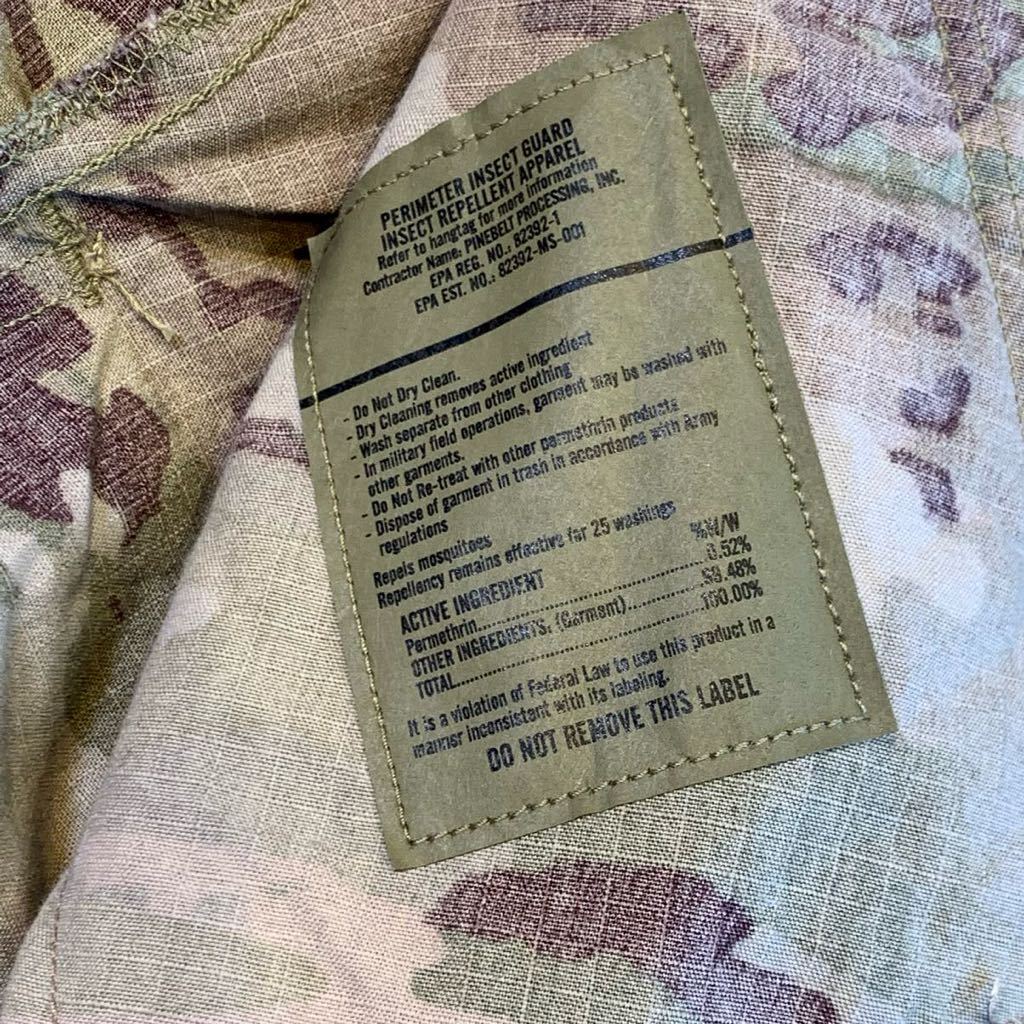 PERIMETER INSECT GUARD
INSECT REPELLENT APPAREL
Refer to hangtag for more information
Contractor Name: PINEBELT PROCESSING, INC.
EPA REG. NO.: 82392-1
EPA EST. NO.: 82392-MS-001
- Do Not Dry Clean.
- Dry Cleaning removes active ingredient
- Wash separate from other clothing
- In military field operations, garment may be washed with
other garments.
- Do Not Re-treat with other permethrin products
- Dispose of garment in trash in accordance with Army
regulations
Repels mosquitoes
Repellency remains effective for 25 washings
%W/W
ACTIVE INGREDIENT
Permethrin......................................0.52%
OTHER INGREDIENTS: (Garment)..............99.48%
TOTAL.............................................100.00%
It is a violation of Federal Law to use this product in a
manner inconsistent with its labeling.
DO NOT REMOVE THIS LABEL